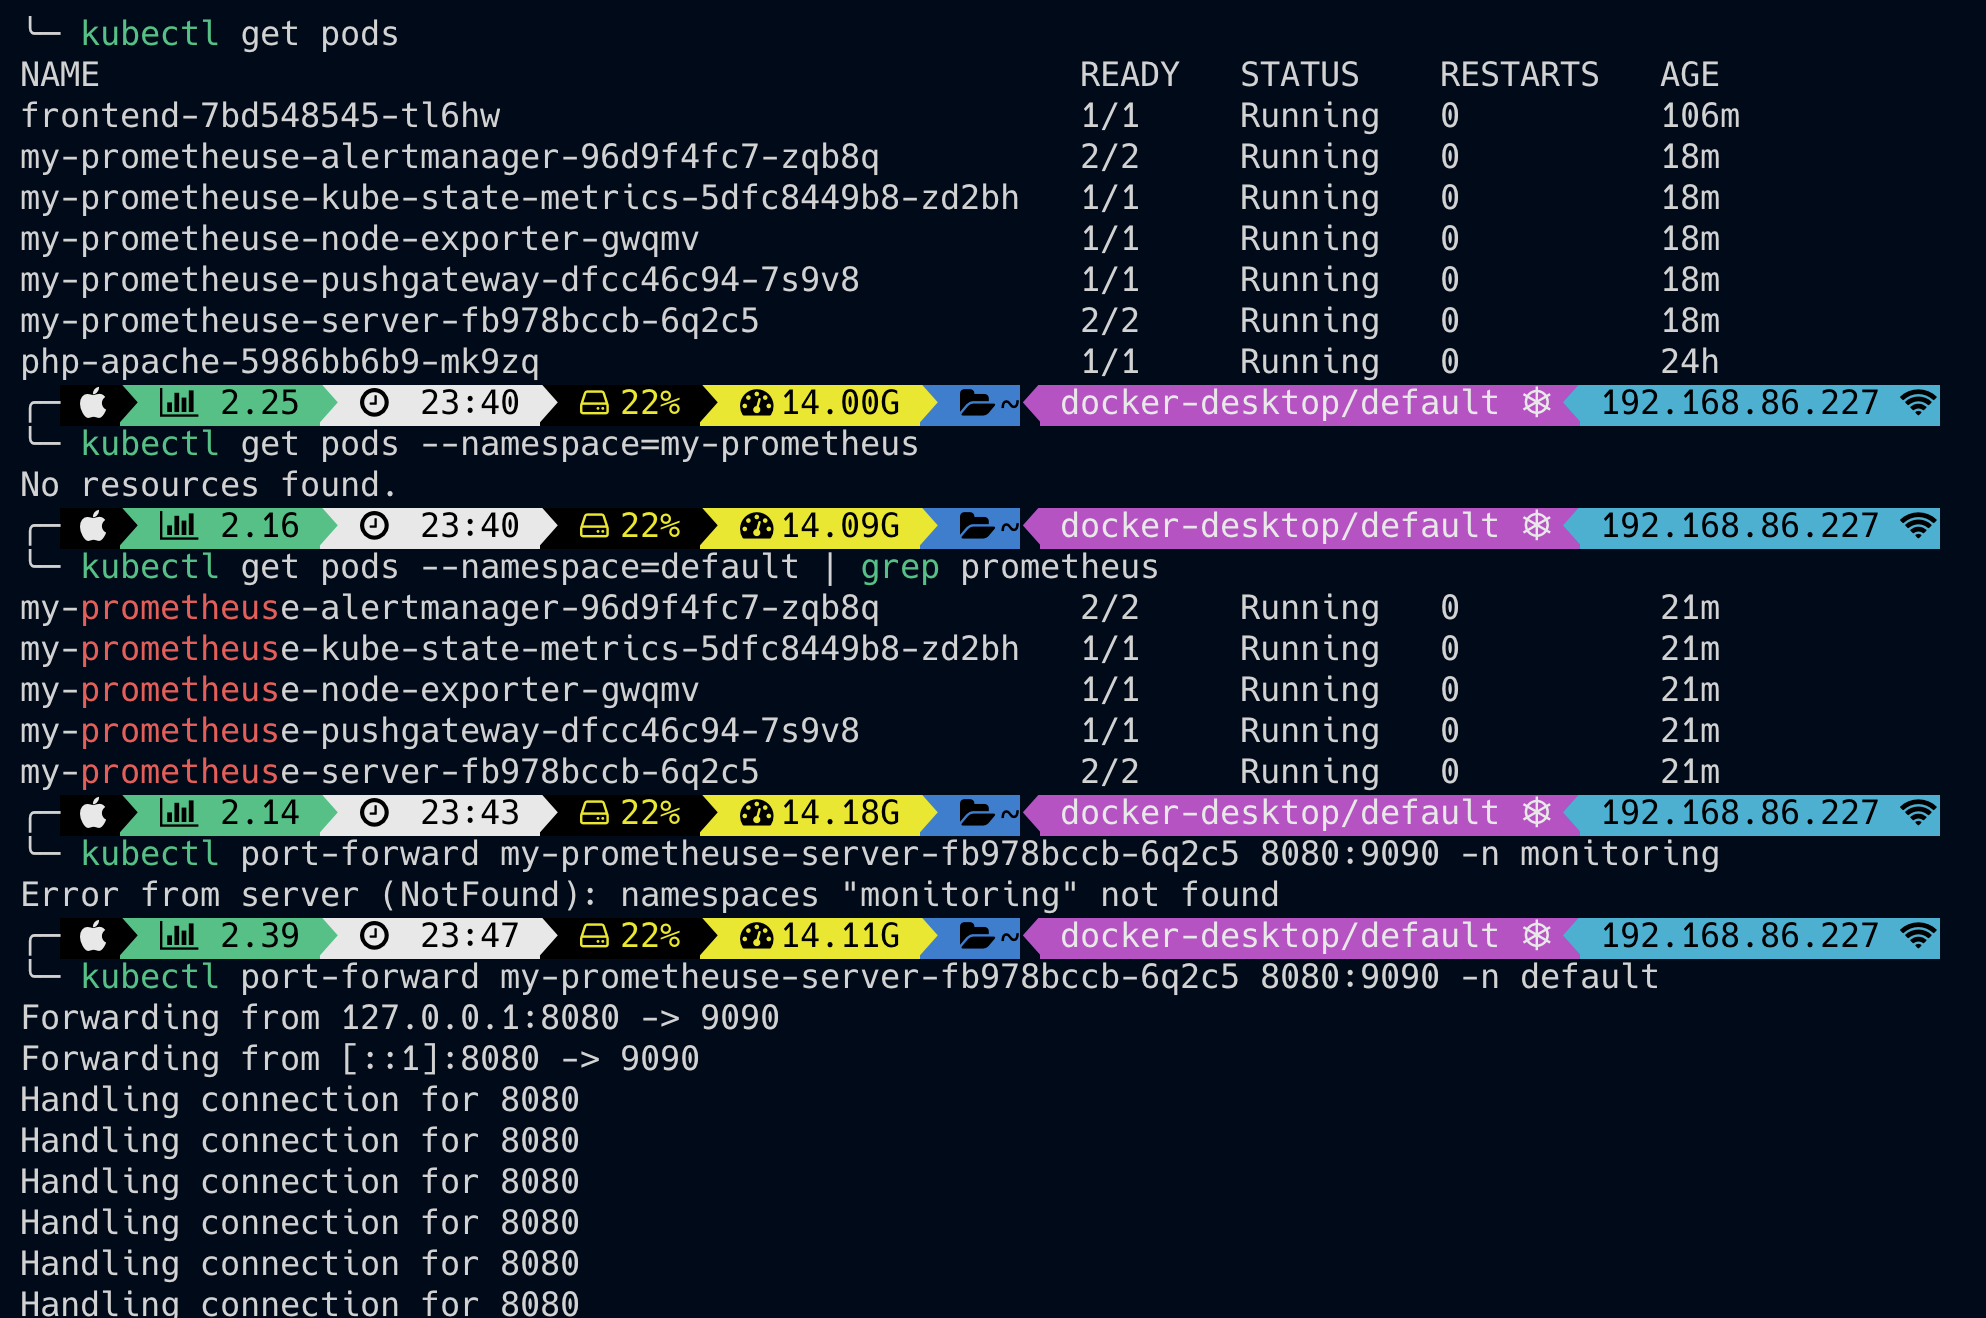 kubectl get pods
NAME READY STATUS RESTARTS AGE
frontend-7bd548545-tl6hw 1/1 Running 0 106m
my-prometheuse-alertmanager-96d9f4fc7-zqb8q 2/2 Running 0 18m
my-prometheuse-kube-state-metrics-5dfc8449b8-zd2bh 1/1 Running 0 18m
my-prometheuse-node-exporter-gwqmv 1/1 Running 0 18m
my-prometheuse-pushgateway-dfcc46c94-7s9v8 1/1 Running 0 18m
my-prometheuse-server-fb978bccb-6q2c5 2/2 Running 0 18m
php-apache-5986bb6b9-mk9zq 1/1 Running 0 24h
2.25 23:40 22% 14.00G ~ docker-desktop/default 192.168.86.227
kubectl get pods --namespace=my-prometheus
No resources found.
2.16 23:40 22% 14.09G ~ docker-desktop/default 192.168.86.227
kubectl get pods --namespace=default | grep prometheus
my-prometheuse-alertmanager-96d9f4fc7-zqb8q 2/2 Running 0 21m
my-prometheuse-kube-state-metrics-5dfc8449b8-zd2bh 1/1 Running 0 21m
my-prometheuse-node-exporter-gwqmv 1/1 Running 0 21m
my-prometheuse-pushgateway-dfcc46c94-7s9v8 1/1 Running 0 21m
my-prometheuse-server-fb978bccb-6q2c5 2/2 Running 0 21m
2.14 23:43 22% 14.18G ~ docker-desktop/default 192.168.86.227
kubectl port-forward my-prometheuse-server-fb978bccb-6q2c5 8080:9090 -n monitoring
Error from server (NotFound): namespaces "monitoring" not found
2.39 23:47 22% 14.11G ~ docker-desktop/default 192.168.86.227
kubectl port-forward my-prometheuse-server-fb978bccb-6q2c5 8080:9090 -n default
Forwarding from 127.0.0.1:8080 -> 9090
Forwarding from [::1]:8080 -> 9090
Handling connection for 8080
Handling connection for 8080
Handling connection for 8080
Handling connection for 8080
Handling connection for 8080
Handling connection for 8080